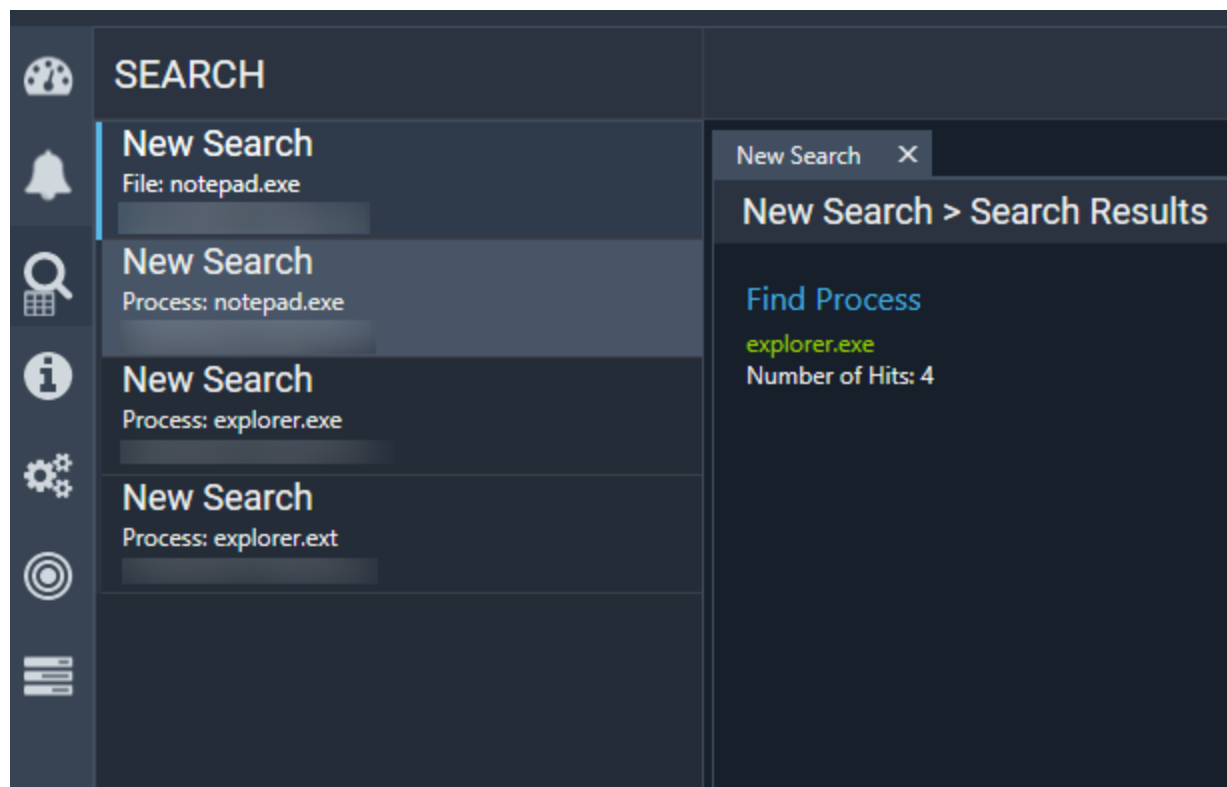 SEARCH
New Search
File: notepad.exe
New Search
Process: notepad.exe
New Search
Process: explorer.exe
New Search
Process: explorer.ext
New Search
New Search > Search Results
Find Process
explorer.exe
Number of Hits: 4